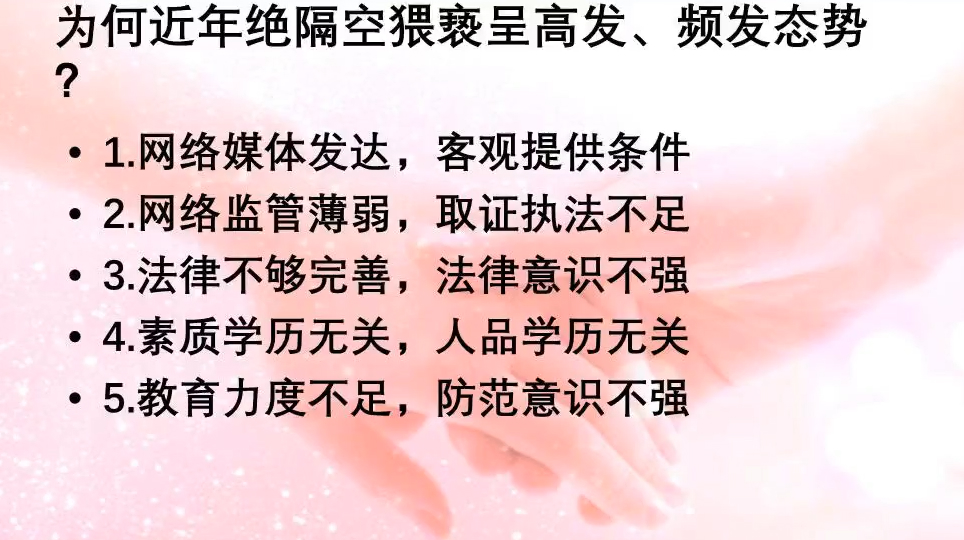 为何近年绝隔空猥亵呈高发、频发态势
?
• 1.网络媒体发达，客观提供条件
• 2.网络监管薄弱，取证执法不足
• 3.法律不够完善，法律意识不强
• 4.素质学历无关，人品学历无关
• 5.教育力度不足，防范意识不强